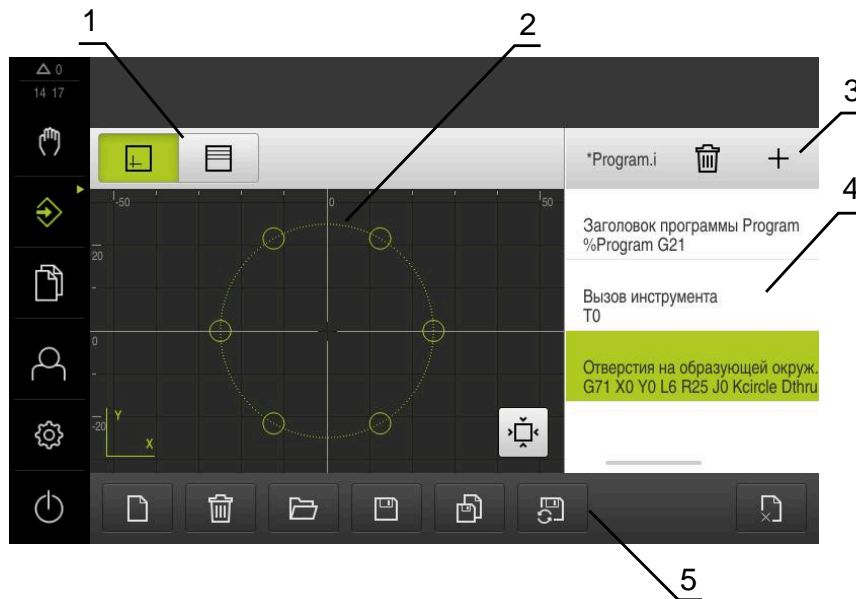 1
2
3
4
5
0
14 17
*Program.i
-50
0
50
20
0
-20
Y
X
Заголовок программы Program
%Program G21
Вызов инструмента
T0
Отверстия на образующей окруж.
G71 X0 Y0 L6 R25 J0 Kcircle Dthru